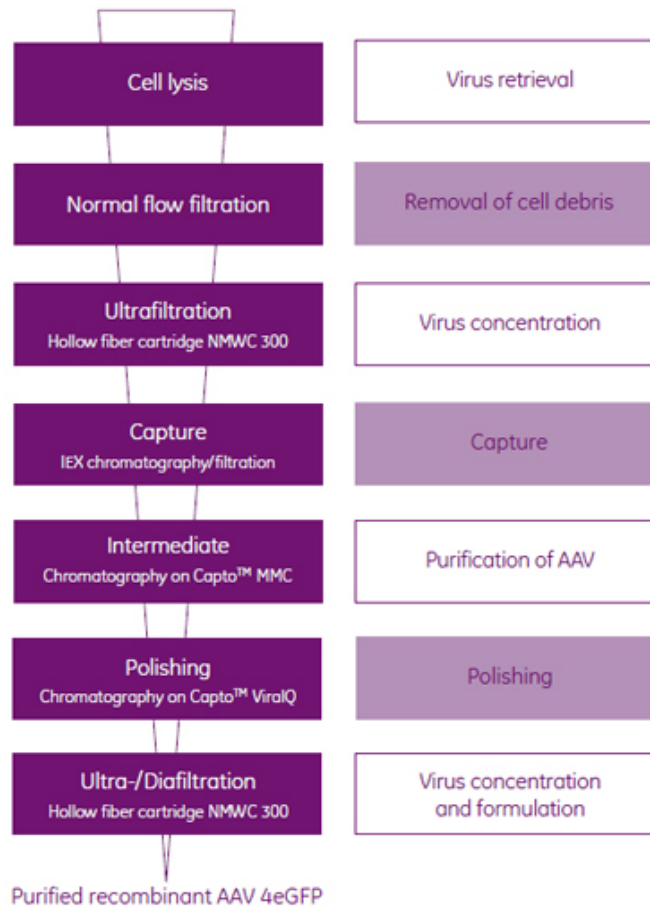 Cell lysis
Virus retrieval
Normal flow filtration
Removal of cell debris
Ultrafiltration
Hollow fiber cartridge NMWC 300
Virus concentration
Capture
IEX chromatography/filtration
Capture
Intermediate
Chromatography on Capto™ MMC
Purification of AAV
Polishing
Chromatography on Capto™ ViralQ
Polishing
Ultra-/Diafiltration
Hollow fiber cartridge NMWC 300
Virus concentration
and formulation
Purified recombinant AAV 4eGFP